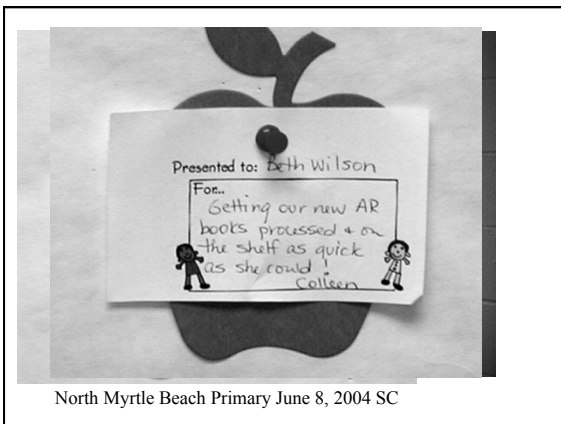 Presented to: Beth Wilson
For...
Getting our new AR
books processed & on
the shelf as quick
as she could !
Colleen
North Myrtle Beach Primary June 8, 2004 SC